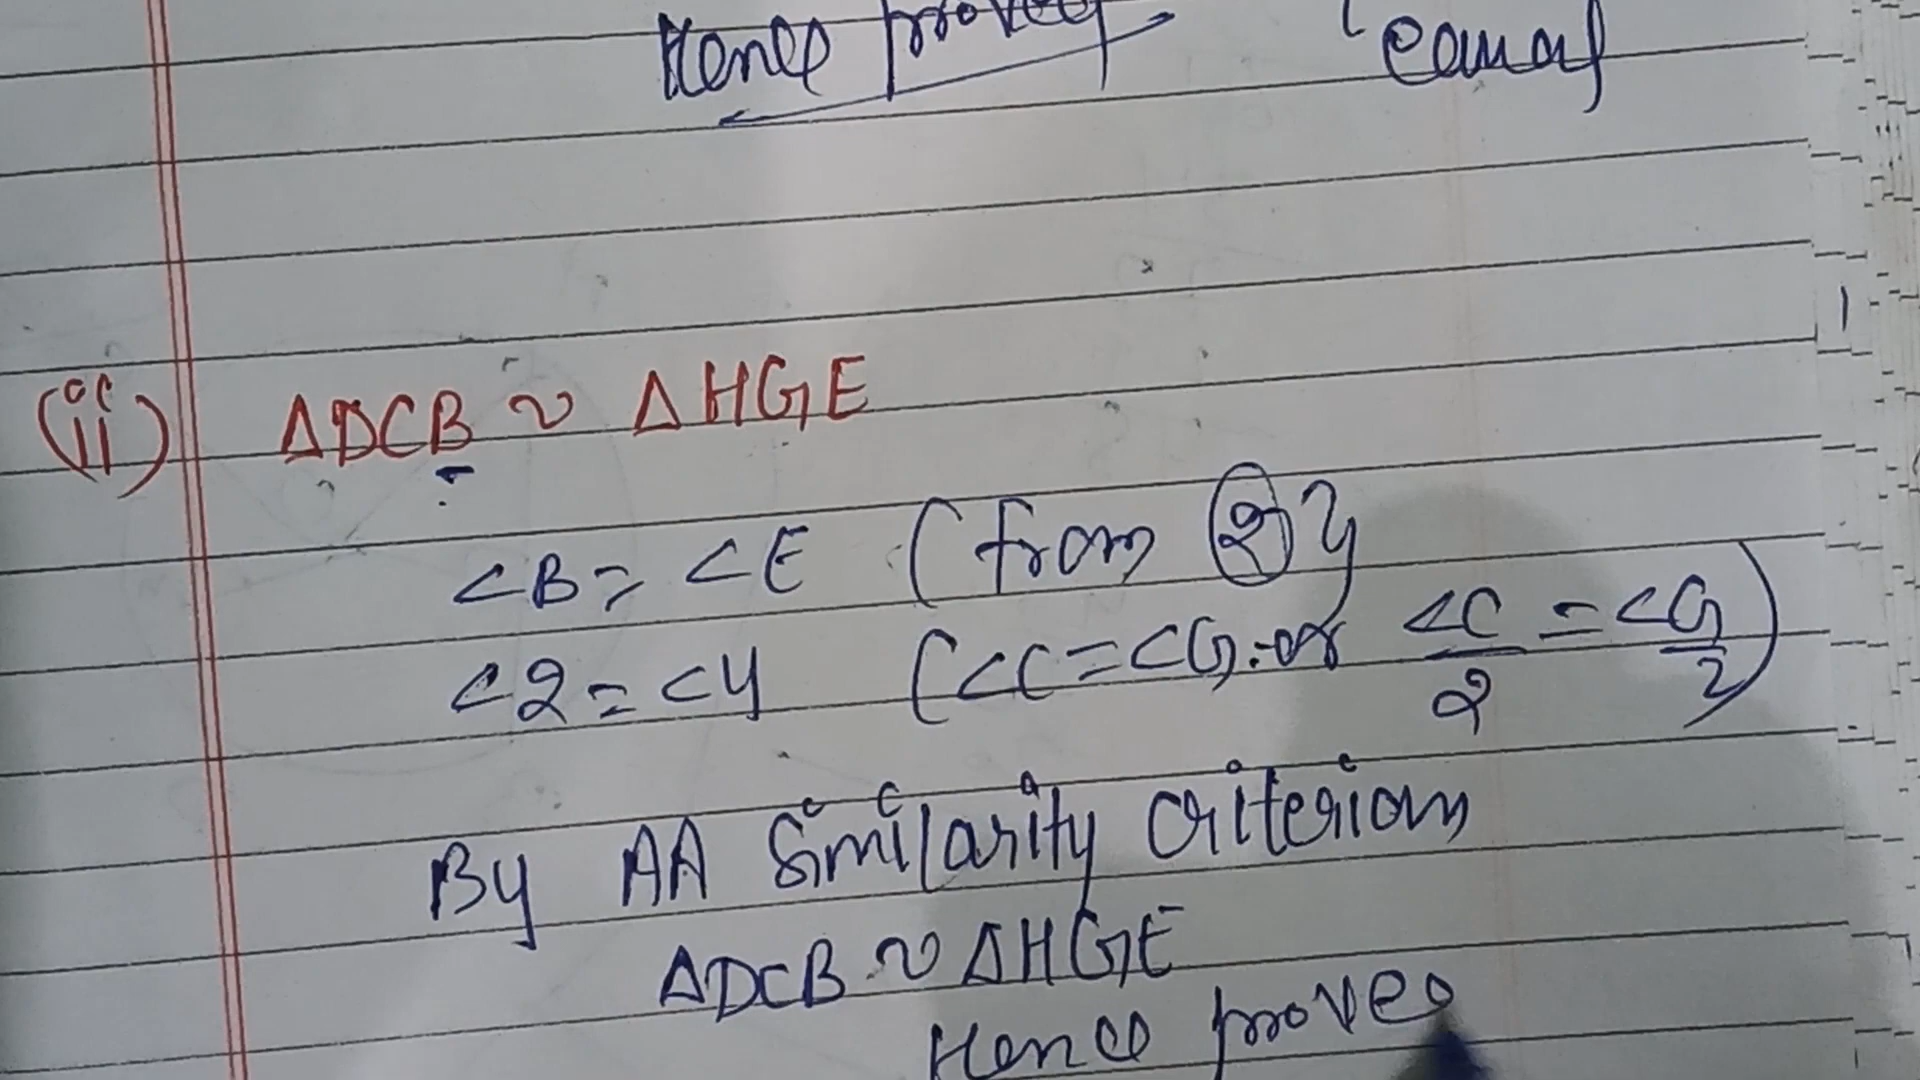 Hence proved equal
(ii) ΔDCB ~ ΔHGE
∠B = ∠E (from ②)
∠2 = ∠4 (∠C = ∠G or ∠C/2 = ∠G/2)
By AA Similarity Criterion
ΔDCB ~ ΔHGE
Hence prove